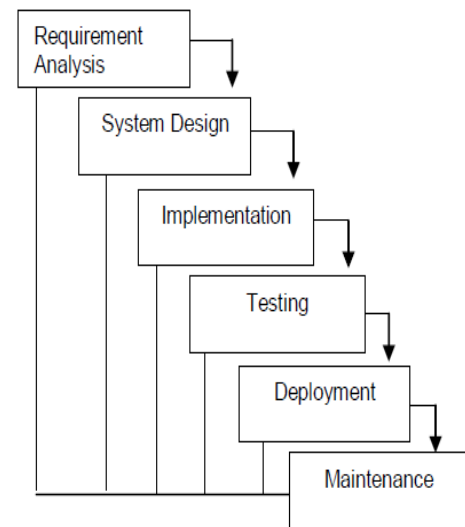 Requirement
Analysis
System Design
Implementation
Testing
Deployment
Maintenance